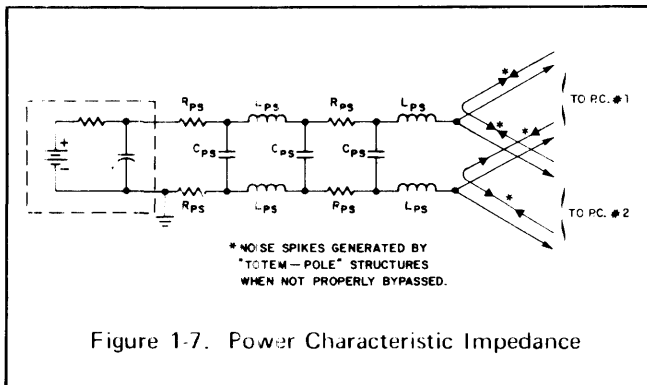 RPS LPS RPS LPS
+
-
CPS CPS CPS
RPS LPS RPS LPS
*
*
*
*
TO P.C. #1
TO P.C. #2
* NOISE SPIKES GENERATED BY
"TOTEM-POLE" STRUCTURES
WHEN NOT PROPERLY BYPASSED.
Figure 1-7. Power Characteristic Impedance